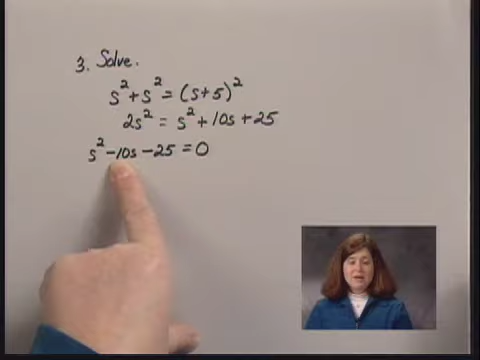 3. Solve.
s² + s² = (s + 5)²
2s² = s² + 10s + 25
s² - 10s - 25 = 0